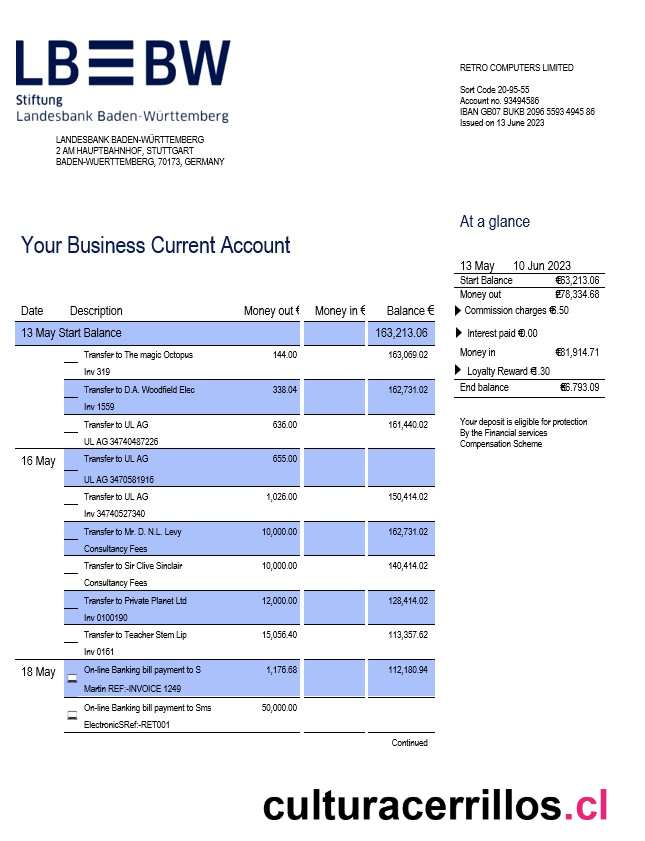 LBBW
Stiftung
Landesbank Baden-Württemberg
LANDESBANK BADEN-WÜRTTEMBERG
2 AM HAUPTBAHNHOF, STUTTGART
BADEN-WUERTTEMBERG, 70173, GERMANY
RETRO COMPUTERS LIMITED
Sort Code 20-95-55
Account no. 93494586
IBAN GB07 BUKB 2096 5593 4945 86
Issued on 13 June 2023
Your Business Current Account
At a glance
13 May 10 Jun 2023
Start Balance €63,213.06
Money out €78,334.68
Commission charges €6.50
Interest paid €0.00
Money in €31,914.71
Loyalty Reward €1.30
End balance €6.793.09
Your deposit is eligible for protection
By the Financial services
Compensation Scheme
Date Description Money out € Money in € Balance €
13 May Start Balance 163,213.06
Transfer to The magic Octopus 144.00 163,069.02
Inv 319
Transfer to D.A. Woodfield Elec 338.04 162,731.02
Inv 1559
Transfer to UL AG 636.00 161,440.02
UL AG 34740487226
16 May Transfer to UL AG 655.00
UL AG 3470581916
Transfer to UL AG 1,026.00 150,414.02
Inv 34740527340
Transfer to Mr. D. N.L. Levy 10,000.00 162,731.02
Consultancy Fees
Transfer to Sir Clive Sinclair 10,000.00 140,414.02
Consultancy Fees
Transfer to Private Planet Ltd 12,000.00 128,414.02
Inv 0100190
Transfer to Teacher Stem Lip 15,056.40 113,357.62
Inv 0161
18 May On-line Banking bill payment to S 1,176.68 112,180.94
Martin REF:-INVOICE 1249
On-line Banking bill payment to Sms 50,000.00
ElectronicSRef:-RET001
Continued
culturacerrillos.cl